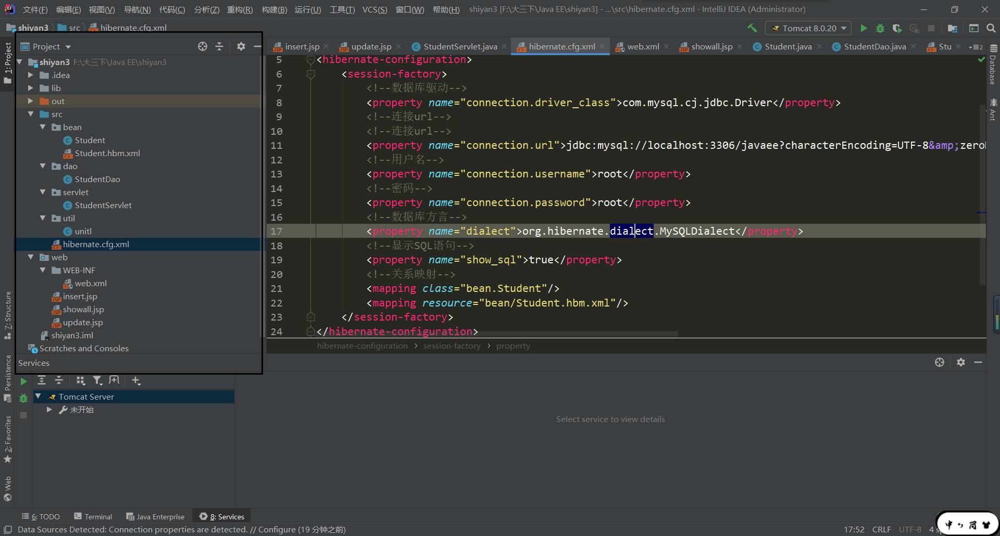 文件(F) 编辑(E) 视图(V) 导航(N) 代码(C) 分析(Z) 重构(R) 构建(B) 运行(U) 工具(T) VCS(S) 窗口(W) 帮助(H) shiyan3 [F:\大三下\Java EE\shiyan3] - ...\src\hibernate.cfg.xml - IntelliJ IDEA (Administrator)
shiyan3 src hibernate.cfg.xml Tomcat 8.0.20
Project
insert.jsp update.jsp StudentServlet.java hibernate.cfg.xml web.xml showall.jsp Student.java StudentDao.java Stu 2
1: Project
Z: Structure
Persistence
2: Favorites
Web
shiyan3 F:\大三下\Java EE\shiyan3
.idea
lib
out
src
bean
Student
Student.hbm.xml
dao
StudentDao
servlet
StudentServlet
util
unitl
hibernate.cfg.xml
web
WEB-INF
web.xml
insert.jsp
showall.jsp
update.jsp
shiyan3.iml
Scratches and Consoles
5 <hibernate-configuration>
6 <session-factory>
7 <!--数据库驱动-->
8 <property name="connection.driver_class">com.mysql.cj.jdbc.Driver</property>
9 <!--连接url-->
10 <!--连接url-->
11 <property name="connection.url">jdbc:mysql://localhost:3306/javaee?characterEncoding=UTF-8&amp;zero
12 <!--用户名-->
13 <property name="connection.username">root</property>
14 <!--密码-->
15 <property name="connection.password">root</property>
16 <!--数据库方言-->
17 <property name="dialect">org.hibernate.dialect.MySQLDialect</property>
18 <!--显示SQL语句-->
19 <property name="show_sql">true</property>
20 <!--关系映射-->
21 <mapping class="bean.Student"/>
22 <mapping resource="bean/Student.hbm.xml"/>
23 </session-factory>
24 </hibernate-configuration>
hibernate-configuration › session-factory › property
Database
Ant
Services
Tomcat Server
未开始
Select service to view details
6: TODO Terminal Java Enterprise 8: Services
Data Sources Detected: Connection properties are detected. // Configure (19 分钟之前) 17:52 CRLF UTF-8 4 s
中 简